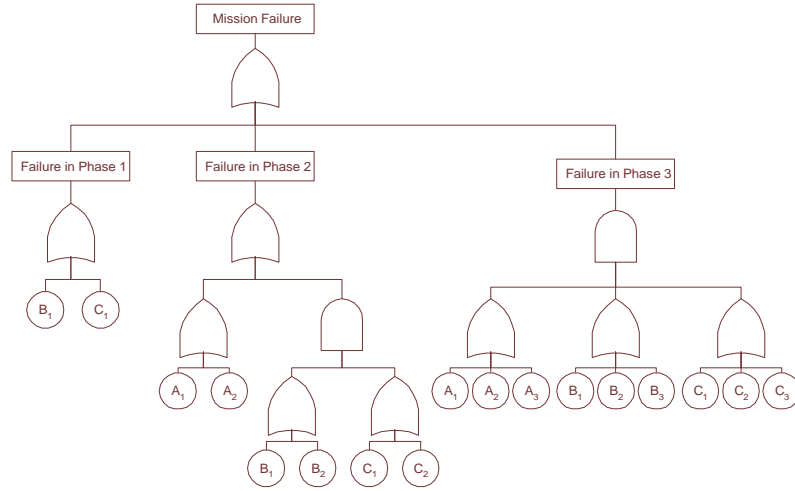 Mission Failure
Failure in Phase 1
Failure in Phase 2
Failure in Phase 3
B₁ C₁
A₁ A₂
A₁ A₂ A₃ B₁ B₂ B₃ C₁ C₂ C₃
B₁ B₂ C₁ C₂